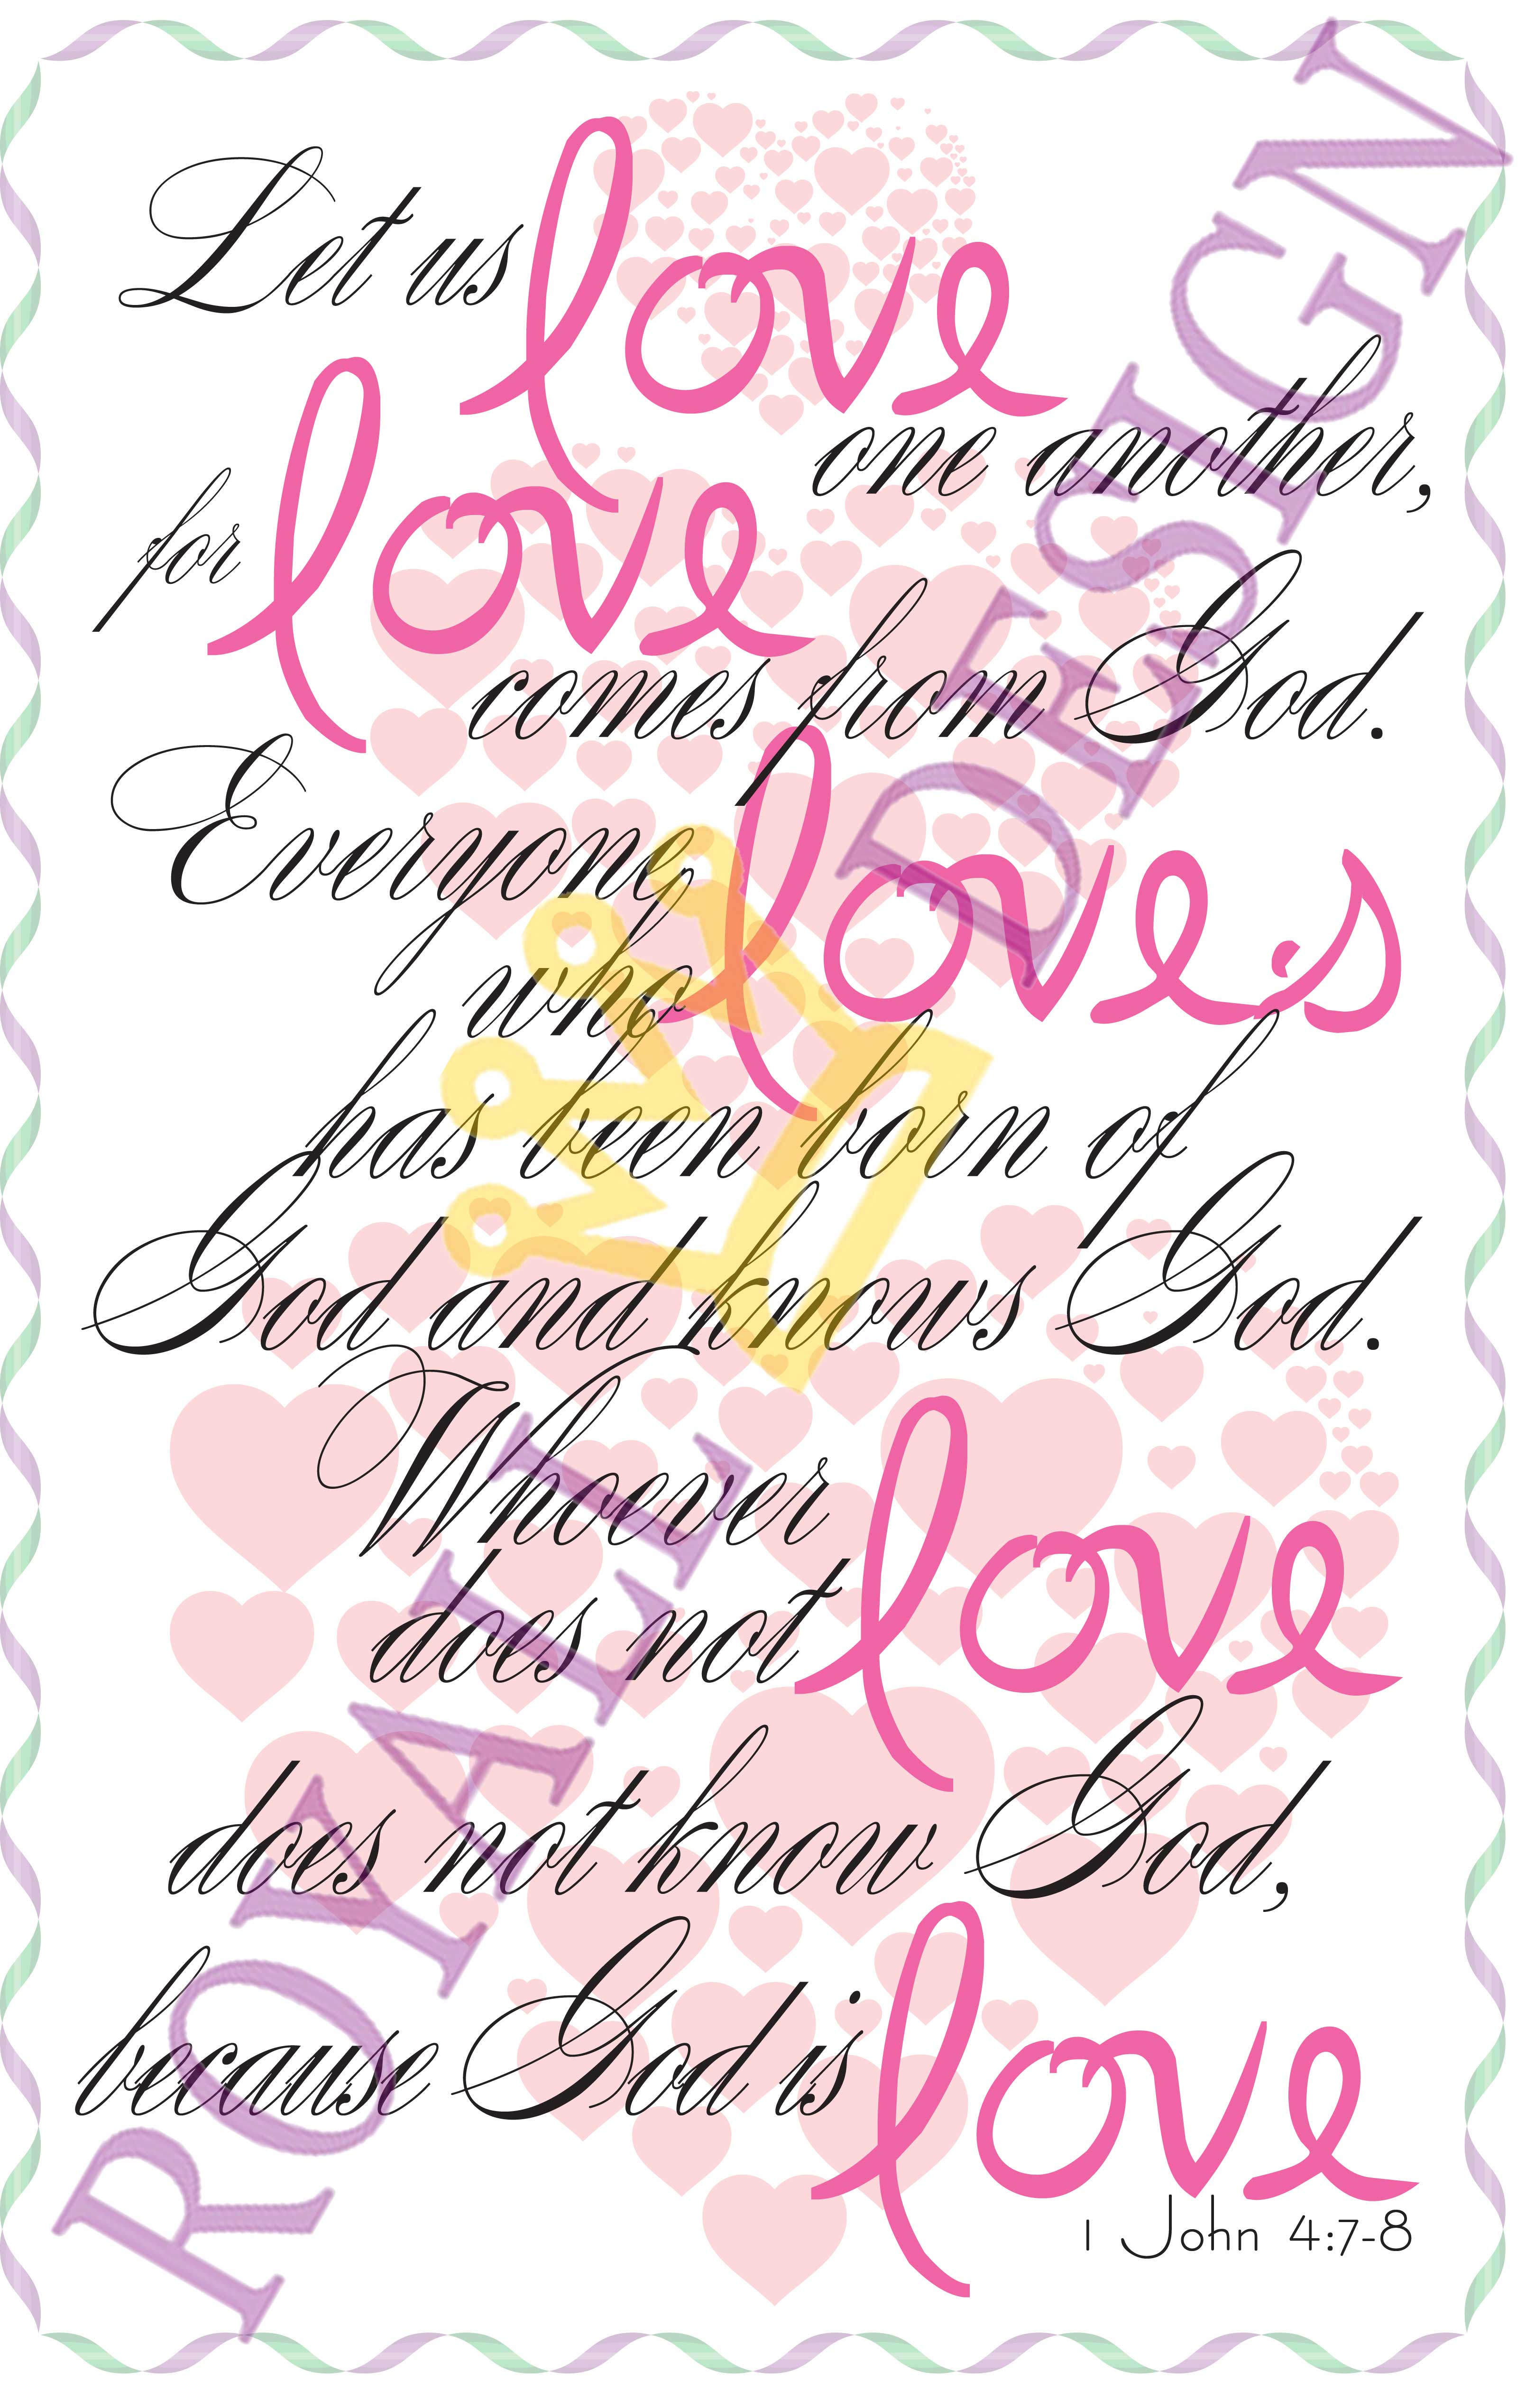 Let us love
one another,
for love
comes from God.
Everyone
who loves
has been born of
God and knows God.
Whoever
does not love
does not know God,
because God is love
1 John 4:7-8
ROYALE DESIGN